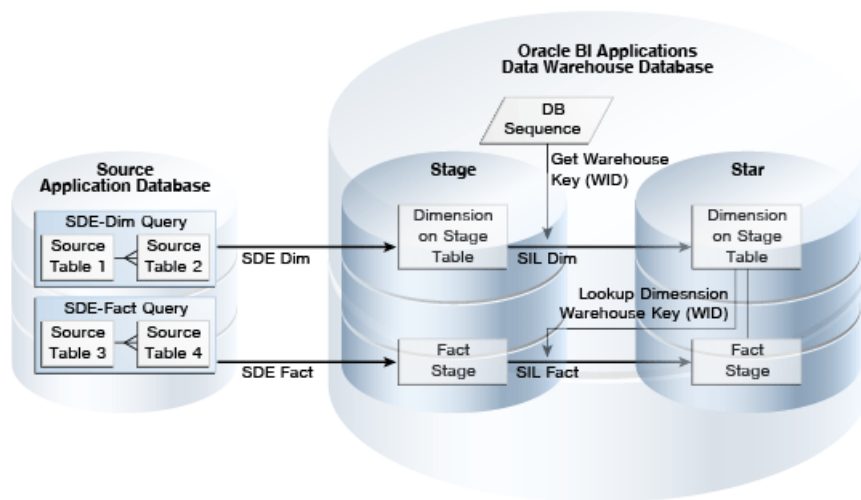 Oracle BI Applications
Data Warehouse Database
DB
Sequence
Source
Application Database
Stage
Get Warehouse
Key (WID)
Star
SDE-Dim Query
Source
Table 1
Source
Table 2
SDE Dim
Dimension
on Stage
Table
SIL Dim
Dimension
on Stage
Table
SDE-Fact Query
Source
Table 3
Source
Table 4
Lookup Dimesnsion
Warehouse Key (WID)
SDE Fact
Fact
Stage
SIL Fact
Fact
Stage